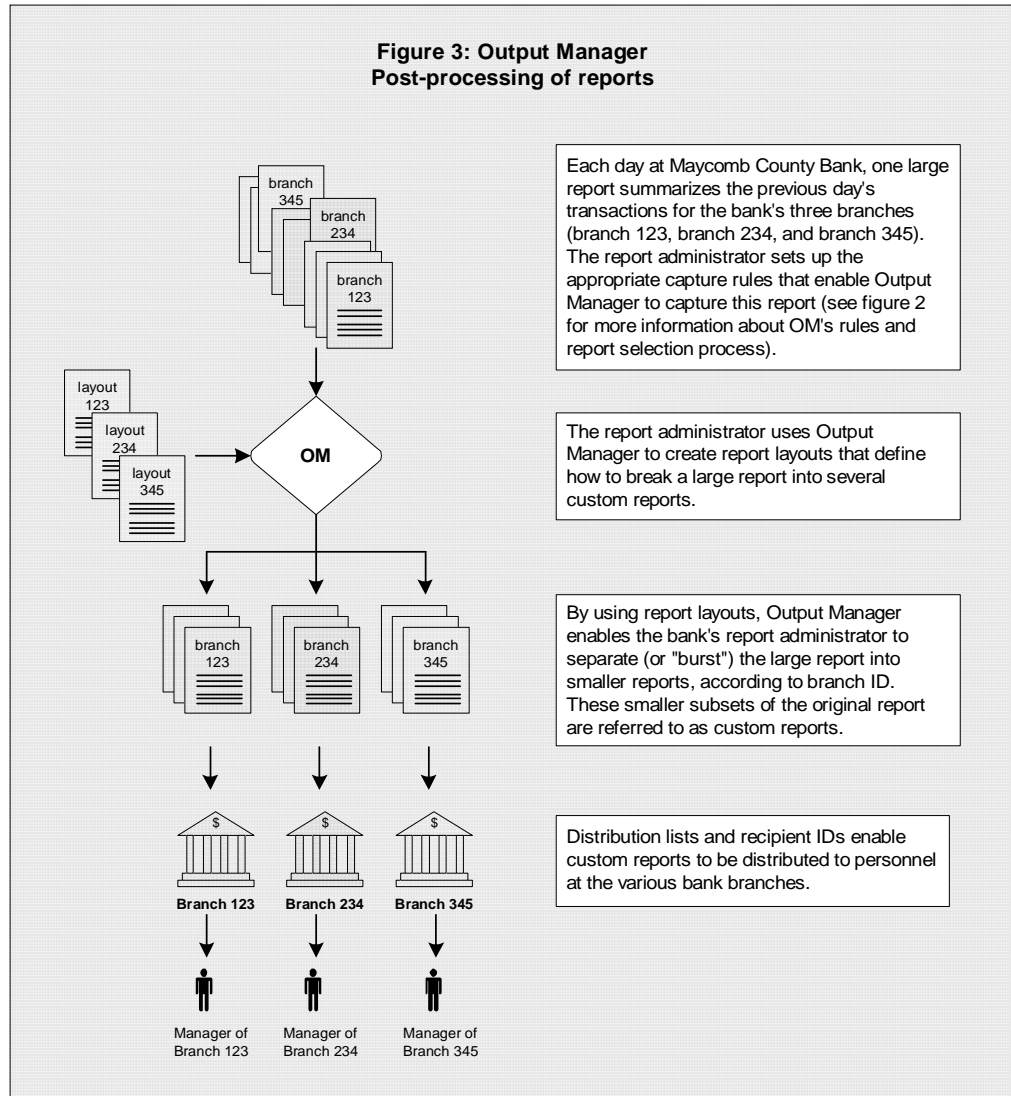 Figure 3: Output Manager
Post-processing of reports
branch
345
branch
234
branch
123
Each day at Maycomb County Bank, one large
report summarizes the previous day's
transactions for the bank's three branches
(branch 123, branch 234, and branch 345).
The report administrator sets up the
appropriate capture rules that enable Output
Manager to capture this report (see figure 2
for more information about OM's rules and
report selection process).
layout
123
layout
234
layout
345
OM
The report administrator uses Output
Manager to create report layouts that define
how to break a large report into several
custom reports.
branch
123
branch
234
branch
345
By using report layouts, Output Manager
enables the bank's report administrator to
separate (or "burst") the large report into
smaller reports, according to branch ID.
These smaller subsets of the original report
are referred to as custom reports.
$
$
$
Branch 123
Branch 234
Branch 345
Distribution lists and recipient IDs enable
custom reports to be distributed to personnel
at the various bank branches.
Manager of
Branch 123
Manager of
Branch 234
Manager of
Branch 345